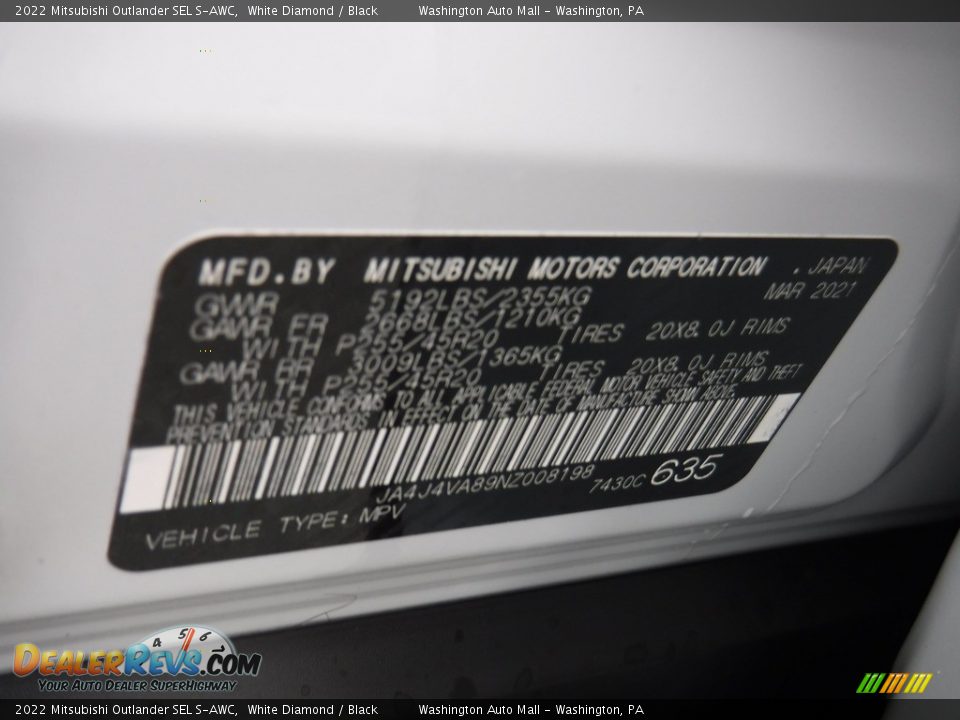 2022 Mitsubishi Outlander SEL S-AWC, White Diamond / Black Washington Auto Mall - Washington, PA
MFD.BY MITSUBISHI MOTORS CORPORATION . JAPAN
MAR 2021
GVWR 5192LBS/2355KG
GAWR FR 2668LBS/1210KG
WITH P255/45R20 TIRES 20X8.0J RIMS
GAWR RR 3009LBS/1365KG
WITH P255/45R20 TIRES 20X8.0J RIMS
THIS VEHICLE CONFORMS TO ALL APPLICABLE FEDERAL MOTOR VEHICLE SAFETY AND THEFT
PREVENTION STANDARDS IN EFFECT ON THE DATE OF MANUFACTURE SHOWN ABOVE.
JA4J4VA89NZ008198
7430C 635
VEHICLE TYPE: MPV
4 5 6 7
DEALERREVS.COM
YOUR AUTO DEALER SUPERHIGHWAY
2022 Mitsubishi Outlander SEL S-AWC, White Diamond / Black Washington Auto Mall - Washington, PA